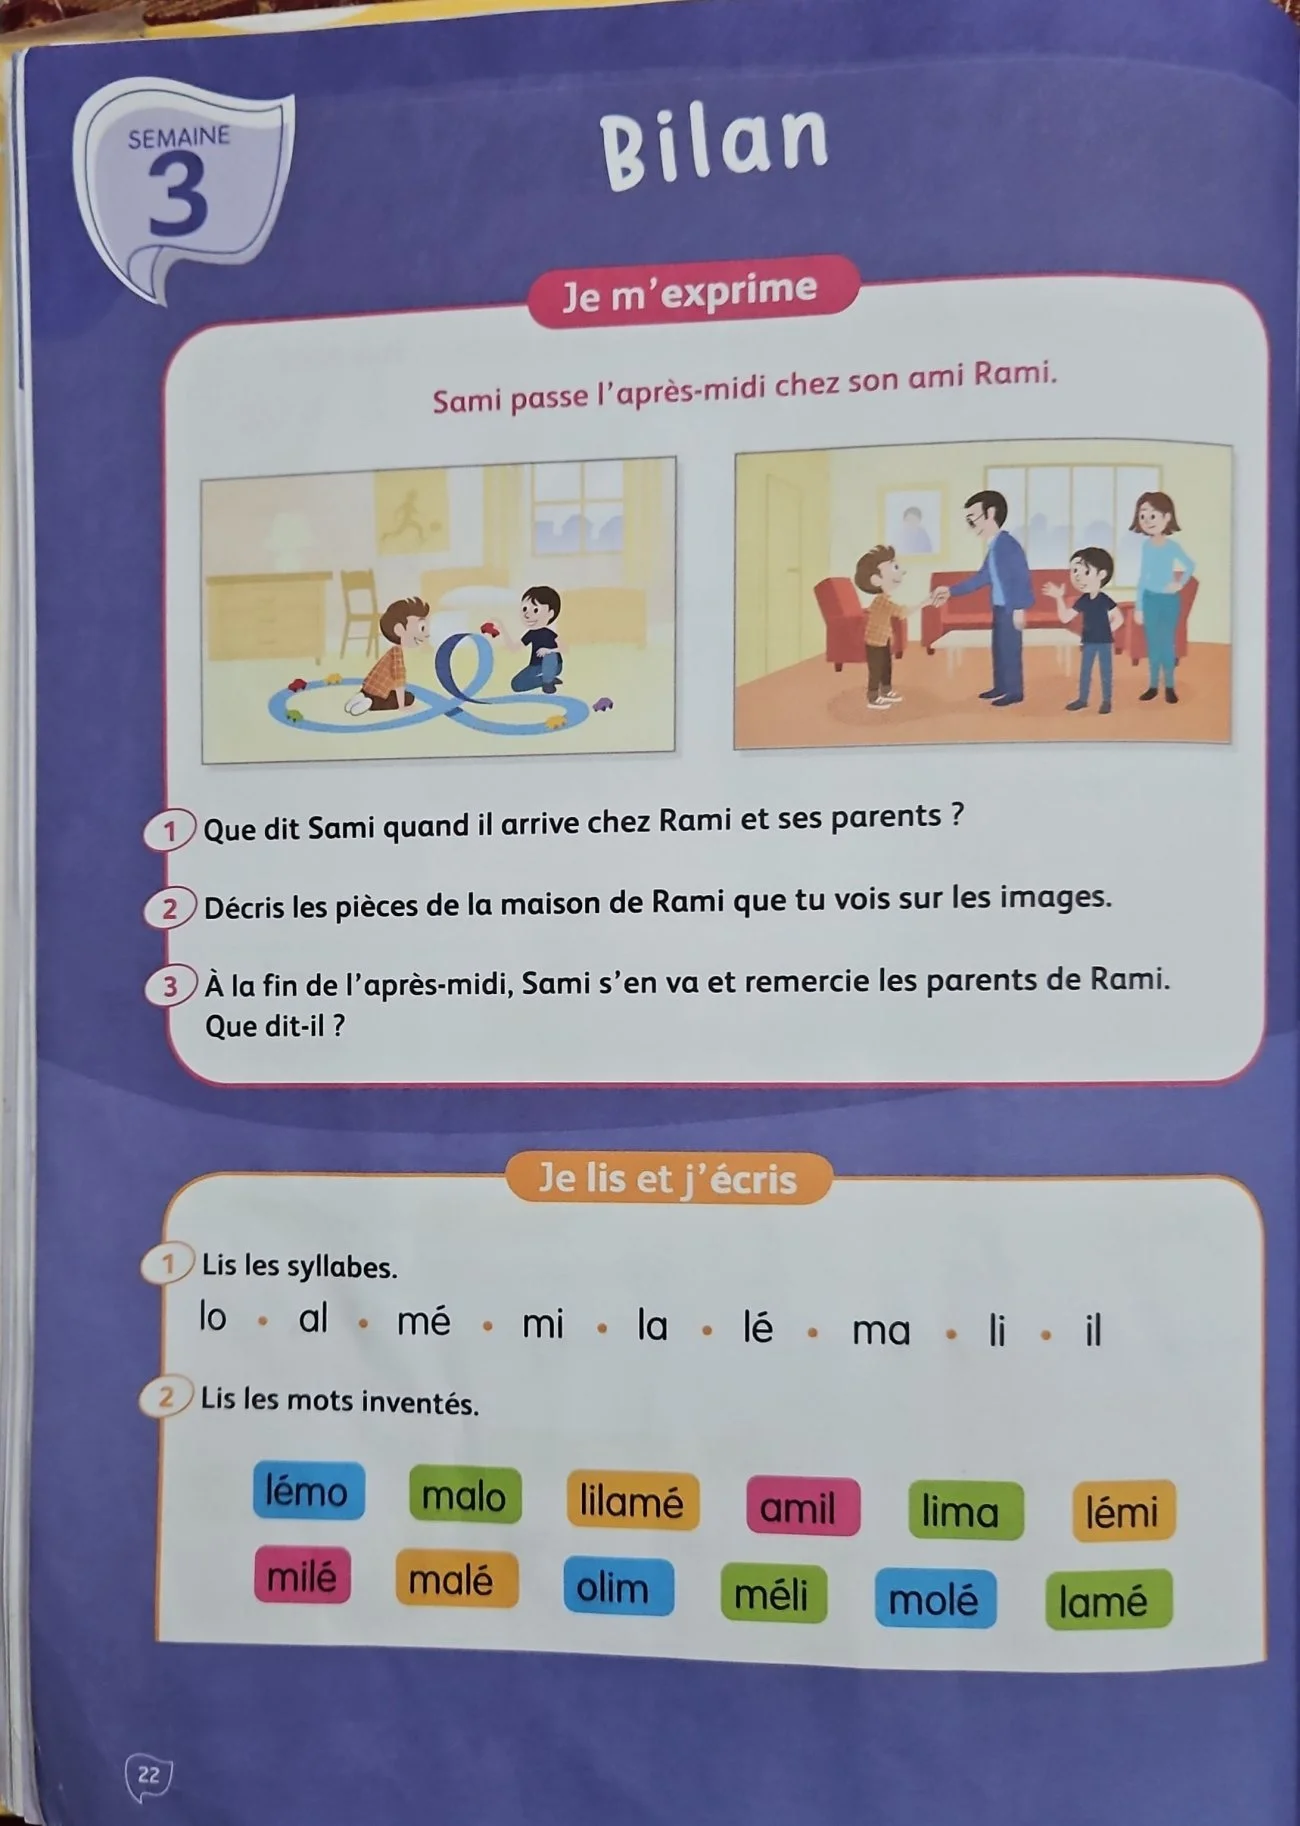 SEMAINE
3
Bilan
Je m'exprime
Sami passe l'après-midi chez son ami Rami.
1 Que dit Sami quand il arrive chez Rami et ses parents ?
2 Décris les pièces de la maison de Rami que tu vois sur les images.
3 À la fin de l'après-midi, Sami s'en va et remercie les parents de Rami.
Que dit-il ?
Je lis et j'écris
1 Lis les syllabes.
lo • al • mé • mi • la • lé • ma • li • il
2 Lis les mots inventés.
lémo malo lilamé amil lima lémi
milé malé olim méli molé lamé
22